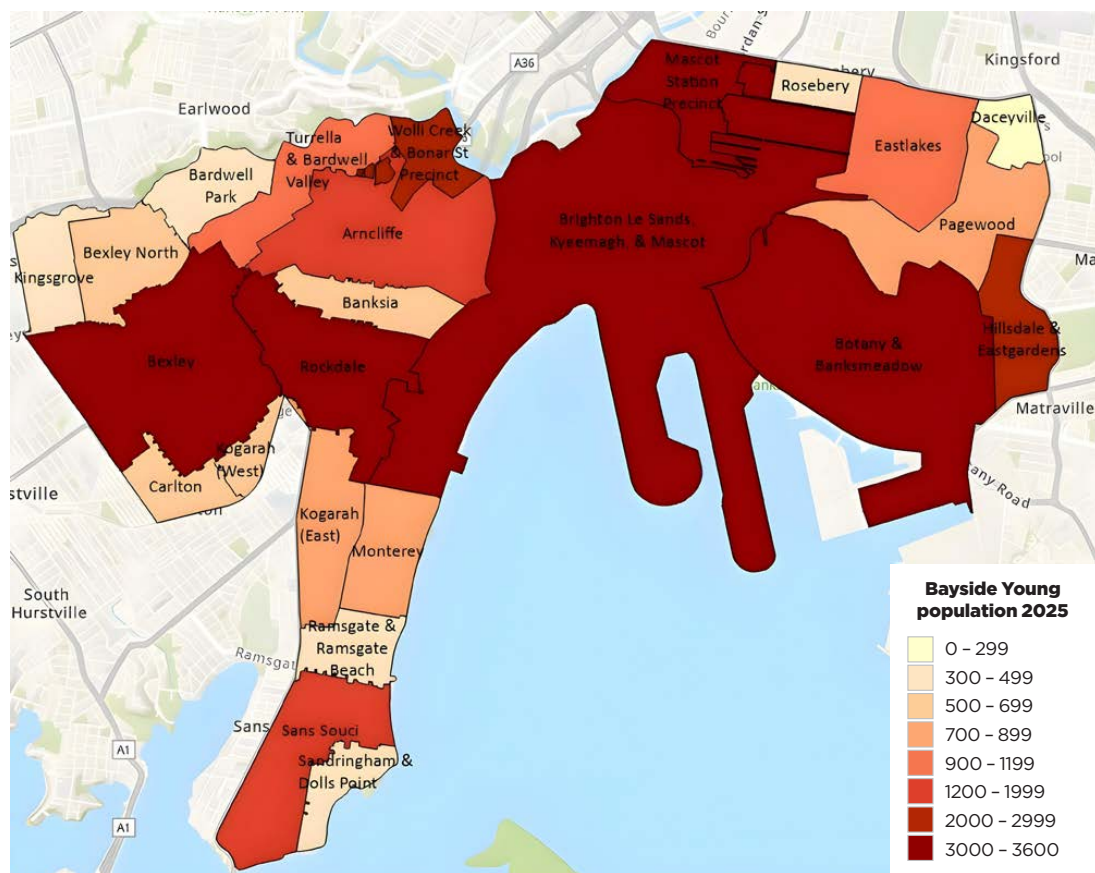 A36
Kingsford
Earlwood
Mascot
Station
Precinct
Rosebery
Daceyville
Turrella
& Bardwell
Valley
Wolli Creek
& Bonar St
Precinct
Eastlakes
Bardwell
Park
Pagewood
Arncliffe
Brighton Le Sands,
Kyeemagh, & Mascot
Bexley North
Kingsgrove
Banksia
Hillsdale &
Eastgardens
Botany &
Banksmeadow
Bexley
Rockdale
Matraville
Kogarah
(West)
Carlton
Kogarah
(East)
Monterey
South
Hurstville
Ramsgate &
Ramsgate
Beach
Ramsgat
Sans
Sans Souci
Sandringham &
Dolls Point
A1
A1
Bayside Young
population 2025
0 – 299
300 – 499
500 – 699
700 – 899
900 – 1199
1200 – 1999
2000 – 2999
3000 – 3600